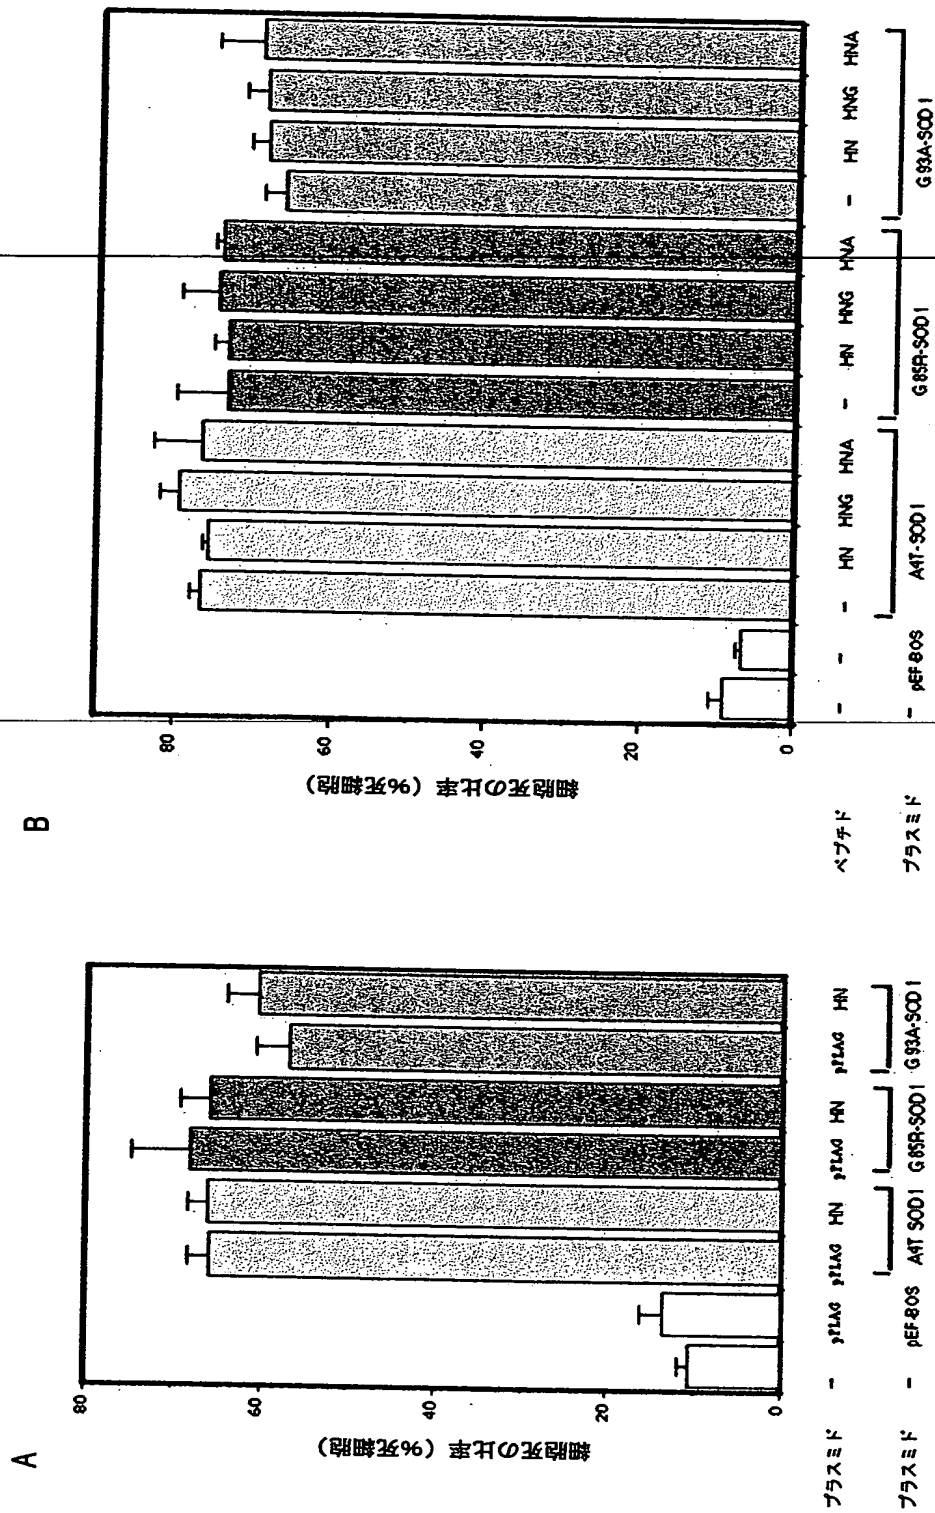 A
細胞死の比率 (%死細胞)
80
60
40
20
0
プラスミド - pFLAG pFLAG HN pFLAG HN pFLAG HN
プラスミド - pEF-BOS A4T SOD1 G85R-SOD1 G93A-SOD1
B
細胞死の比率 (%死細胞)
80
60
40
20
0
ペプチド - - - HN HNG HNA - HN HNG HNA - HN HNG HNA
プラスミド - pEF-BOS A4T-SOD1 G85R-SOD1 G93A-SOD1